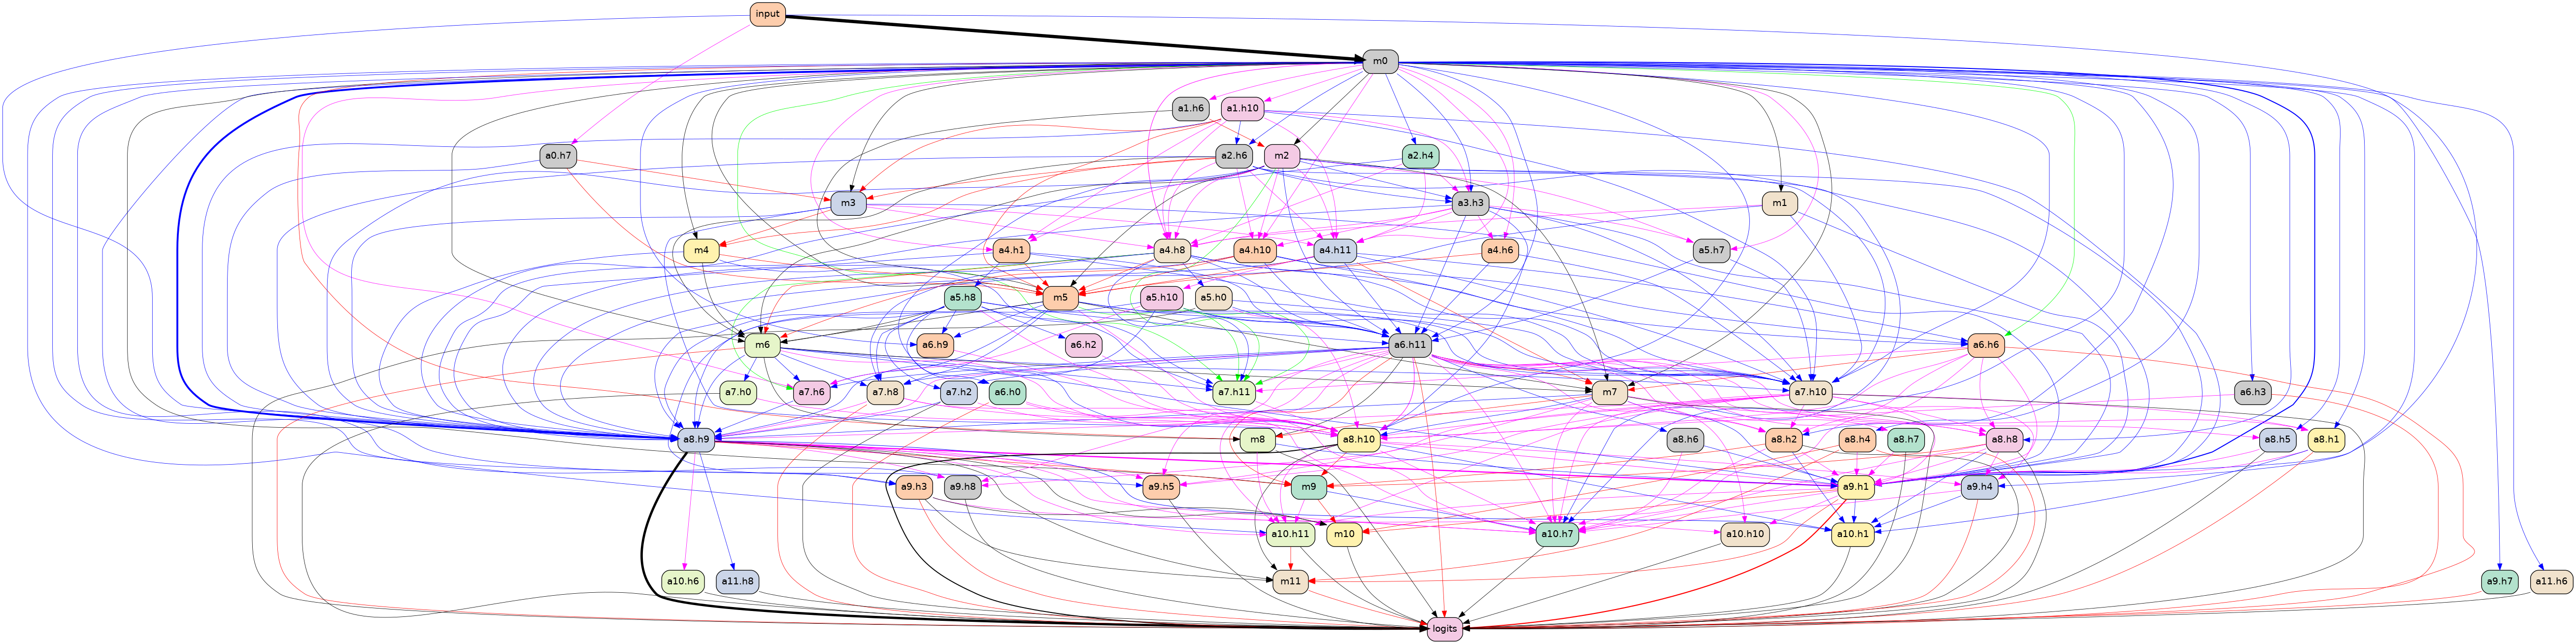 input
m0
a1.h6 a1.h10
a0.h7 a2.h6 m2 a2.h4
m3 a3.h3 m1
m4 a4.h1 a4.h8 a4.h10 a4.h11 a4.h6 a5.h7
a5.h8 m5 a5.h10 a5.h0
m6 a6.h9 a6.h2 a6.h11 a6.h6
a7.h0 a7.h6 a7.h8 a7.h2 a6.h0 a7.h11 m7 a7.h10 a6.h3
a8.h9 m8 a8.h10 a8.h6 a8.h2 a8.h4 a8.h7 a8.h8 a8.h5 a8.h1
a9.h3 a9.h8 a9.h5 m9 a9.h1 a9.h4
a10.h11 m10 a10.h7 a10.h10 a10.h1
a10.h6 a11.h8 m11 a9.h7 a11.h6
logits